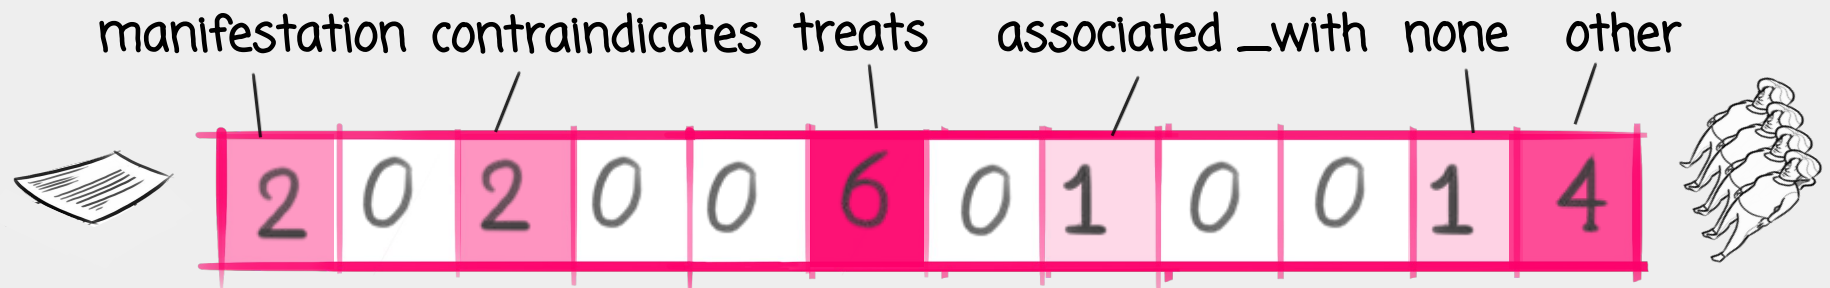 manifestation contraindicates treats associated_with none other
2 0 2 0 0 6 0 1 0 0 1 4